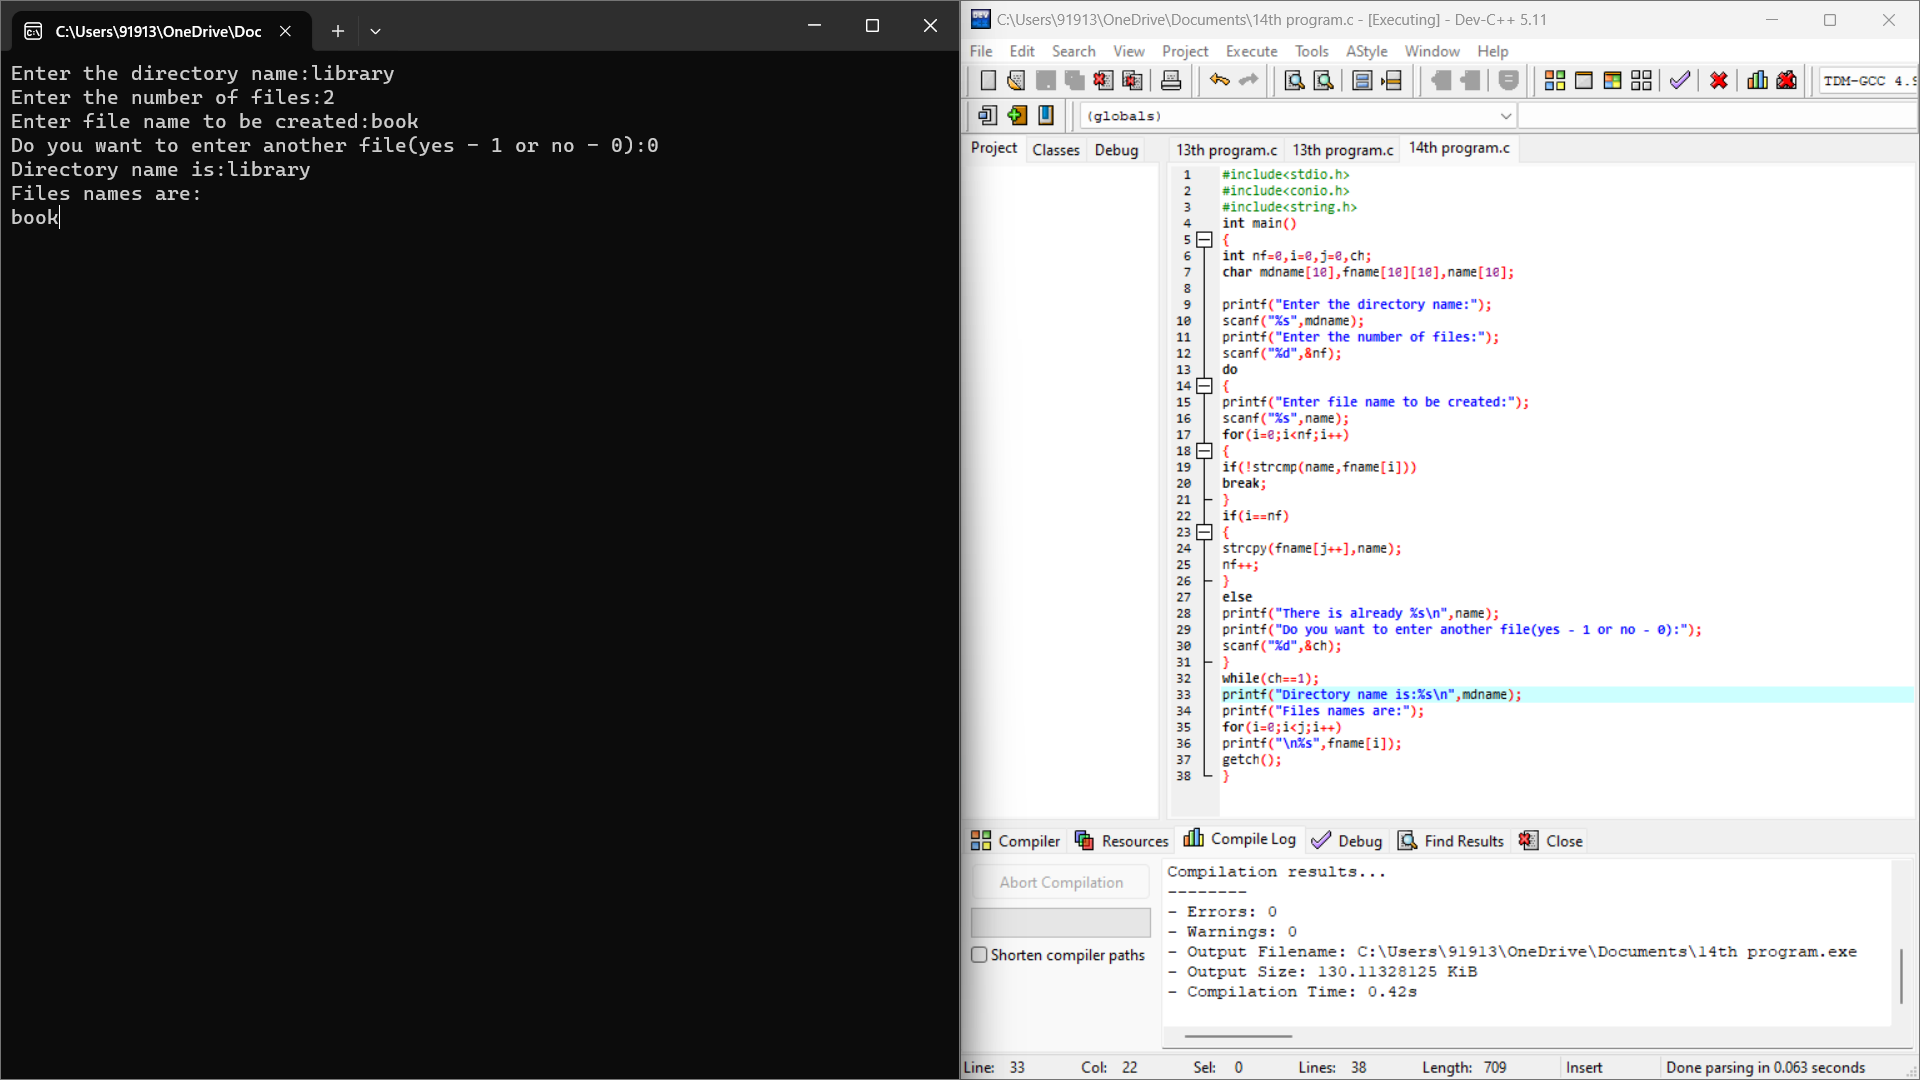 C:\Users\91913\OneDrive\Doc
Enter the directory name:library
Enter the number of files:2
Enter file name to be created:book
Do you want to enter another file(yes - 1 or no - 0):0
Directory name is:library
Files names are:
book
C:\Users\91913\OneDrive\Documents\14th program.c - [Executing] - Dev-C++ 5.11
File Edit Search View Project Execute Tools AStyle Window Help
TDM-GCC 4.9
(globals)
Project Classes Debug
13th program.c 13th program.c 14th program.c
1 #include<stdio.h>
2 #include<conio.h>
3 #include<string.h>
4 int main()
5 {
6 int nf=0,i=0,j=0,ch;
7 char mdname[10],fname[10][10],name[10];
8
9 printf("Enter the directory name:");
10 scanf("%s",mdname);
11 printf("Enter the number of files:");
12 scanf("%d",&nf);
13 do
14 {
15 printf("Enter file name to be created:");
16 scanf("%s",name);
17 for(i=0;i<nf;i++)
18 {
19 if(!strcmp(name,fname[i]))
20 break;
21 }
22 if(i==nf)
23 {
24 strcpy(fname[j++],name);
25 nf++;
26 }
27 else
28 printf("There is already %s\n",name);
29 printf("Do you want to enter another file(yes - 1 or no - 0):");
30 scanf("%d",&ch);
31 }
32 while(ch==1);
33 printf("Directory name is:%s\n",mdname);
34 printf("Files names are:");
35 for(i=0;i<j;i++)
36 printf("\n%s",fname[i]);
37 getch();
38 }
Compiler Resources Compile Log Debug Find Results Close
Abort Compilation
Shorten compiler paths
Compilation results...
--------
- Errors: 0
- Warnings: 0
- Output Filename: C:\Users\91913\OneDrive\Documents\14th program.exe
- Output Size: 130.11328125 KiB
- Compilation Time: 0.42s
Line: 33 Col: 22 Sel: 0 Lines: 38 Length: 709 Insert Done parsing in 0.063 seconds